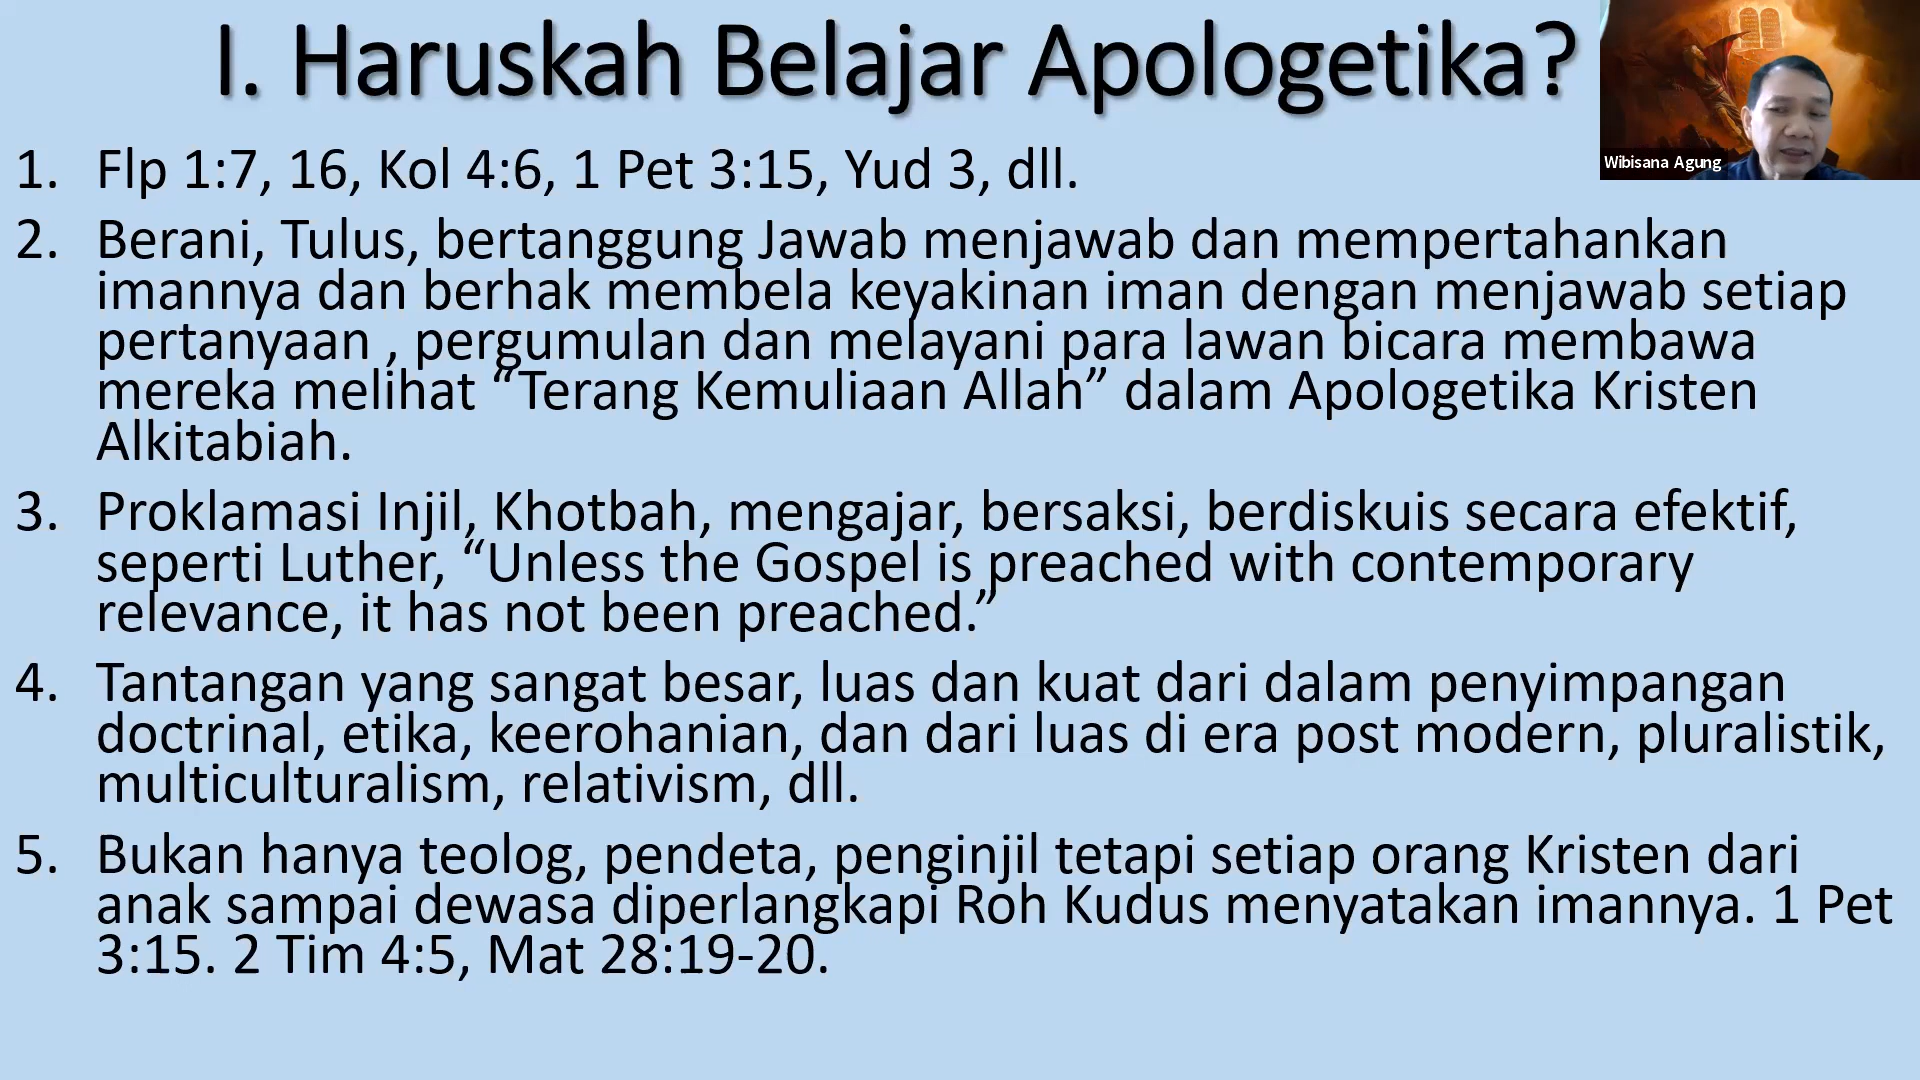 I. Haruskah Belajar Apologetika?
Wibisana Agung
1. Flp 1:7, 16, Kol 4:6, 1 Pet 3:15, Yud 3, dll.
2. Berani, Tulus, bertanggung Jawab menjawab dan mempertahankan
imannya dan berhak membela keyakinan iman dengan menjawab setiap
pertanyaan , pergumulan dan melayani para lawan bicara membawa
mereka melihat “Terang Kemuliaan Allah” dalam Apologetika Kristen
Alkitabiah.
3. Proklamasi Injil, Khotbah, mengajar, bersaksi, berdiskuis secara efektif,
seperti Luther, “Unless the Gospel is preached with contemporary
relevance, it has not been preached.”
4. Tantangan yang sangat besar, luas dan kuat dari dalam penyimpangan
doctrinal, etika, keerohanian, dan dari luas di era post modern, pluralistik,
multiculturalism, relativism, dll.
5. Bukan hanya teolog, pendeta, penginjil tetapi setiap orang Kristen dari
anak sampai dewasa diperlangkapi Roh Kudus menyatakan imannya. 1 Pet
3:15. 2 Tim 4:5, Mat 28:19-20.